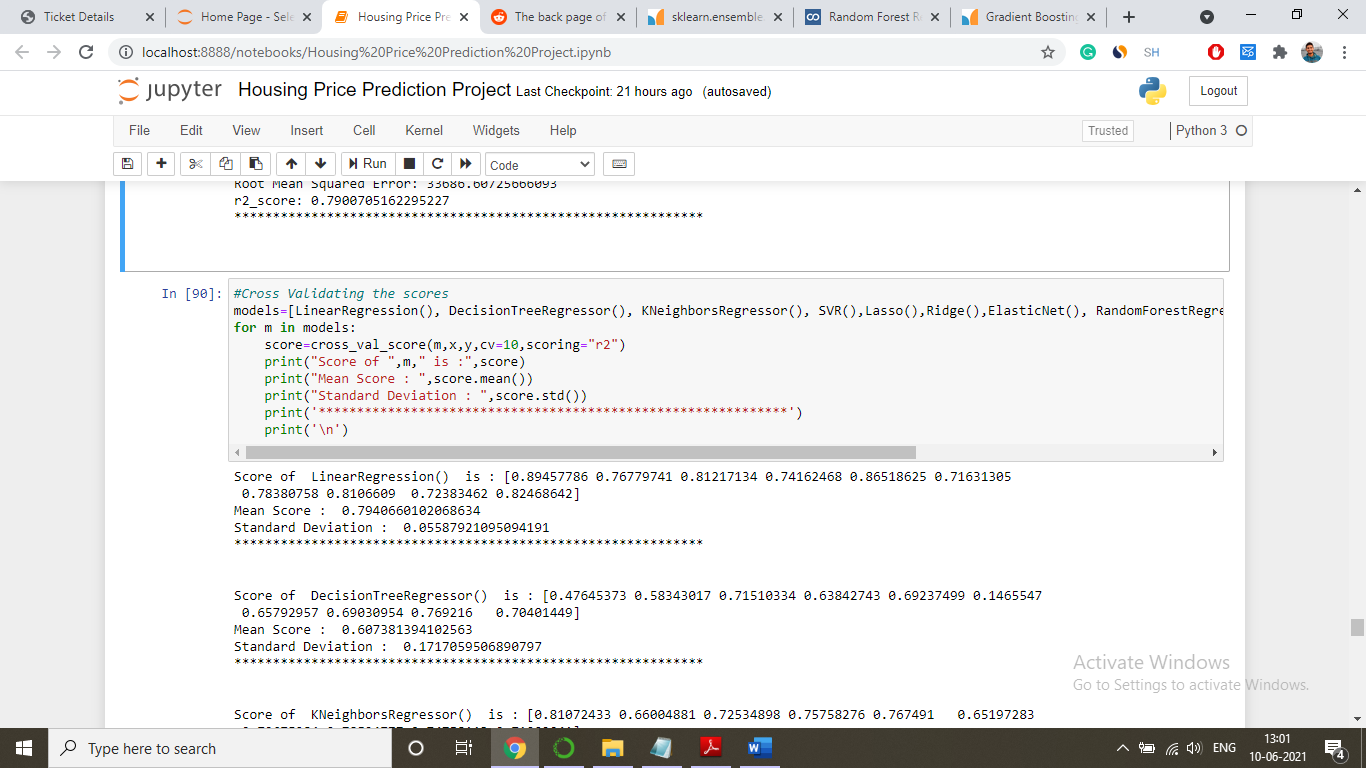 Ticket Details
Home Page - Sele
Housing Price Pre
The back page of
sklearn.ensemble.
Random Forest R
Gradient Boosting
localhost:8888/notebooks/Housing%20Price%20Prediction%20Project.ipynb
SH
jupyter Housing Price Prediction Project Last Checkpoint: 21 hours ago (autosaved)
Logout
File Edit View Insert Cell Kernel Widgets Help
Trusted
Python 3
Run
Code
Root Mean Squared Error: 33686.60725666093
r2_score: 0.7900705162295227
*************************************************************
In [90]:
#Cross Validating the scores
models=[LinearRegression(), DecisionTreeRegressor(), KNeighborsRegressor(), SVR(),Lasso(),Ridge(),ElasticNet(), RandomForestRegre
for m in models:
    score=cross_val_score(m,x,y,cv=10,scoring="r2")
    print("Score of ",m," is :",score)
    print("Mean Score : ",score.mean())
    print("Standard Deviation : ",score.std())
    print('*************************************************************')
    print('\n')
Score of  LinearRegression()  is : [0.89457786 0.76779741 0.81217134 0.74162468 0.86518625 0.71631305
 0.78380758 0.8106609  0.72383462 0.82468642]
Mean Score :  0.7940660102068634
Standard Deviation :  0.05587921095094191
*************************************************************
Score of  DecisionTreeRegressor()  is : [0.47645373 0.58343017 0.71510334 0.63842743 0.69237499 0.1465547
 0.65792957 0.69030954 0.769216   0.70401449]
Mean Score :  0.607381394102563
Standard Deviation :  0.1717059506890797
*************************************************************
Score of  KNeighborsRegressor()  is : [0.81072433 0.66004881 0.72534898 0.75758276 0.767491   0.65197283
Activate Windows
Go to Settings to activate Windows.
Type here to search
ENG
13:01
10-06-2021
4